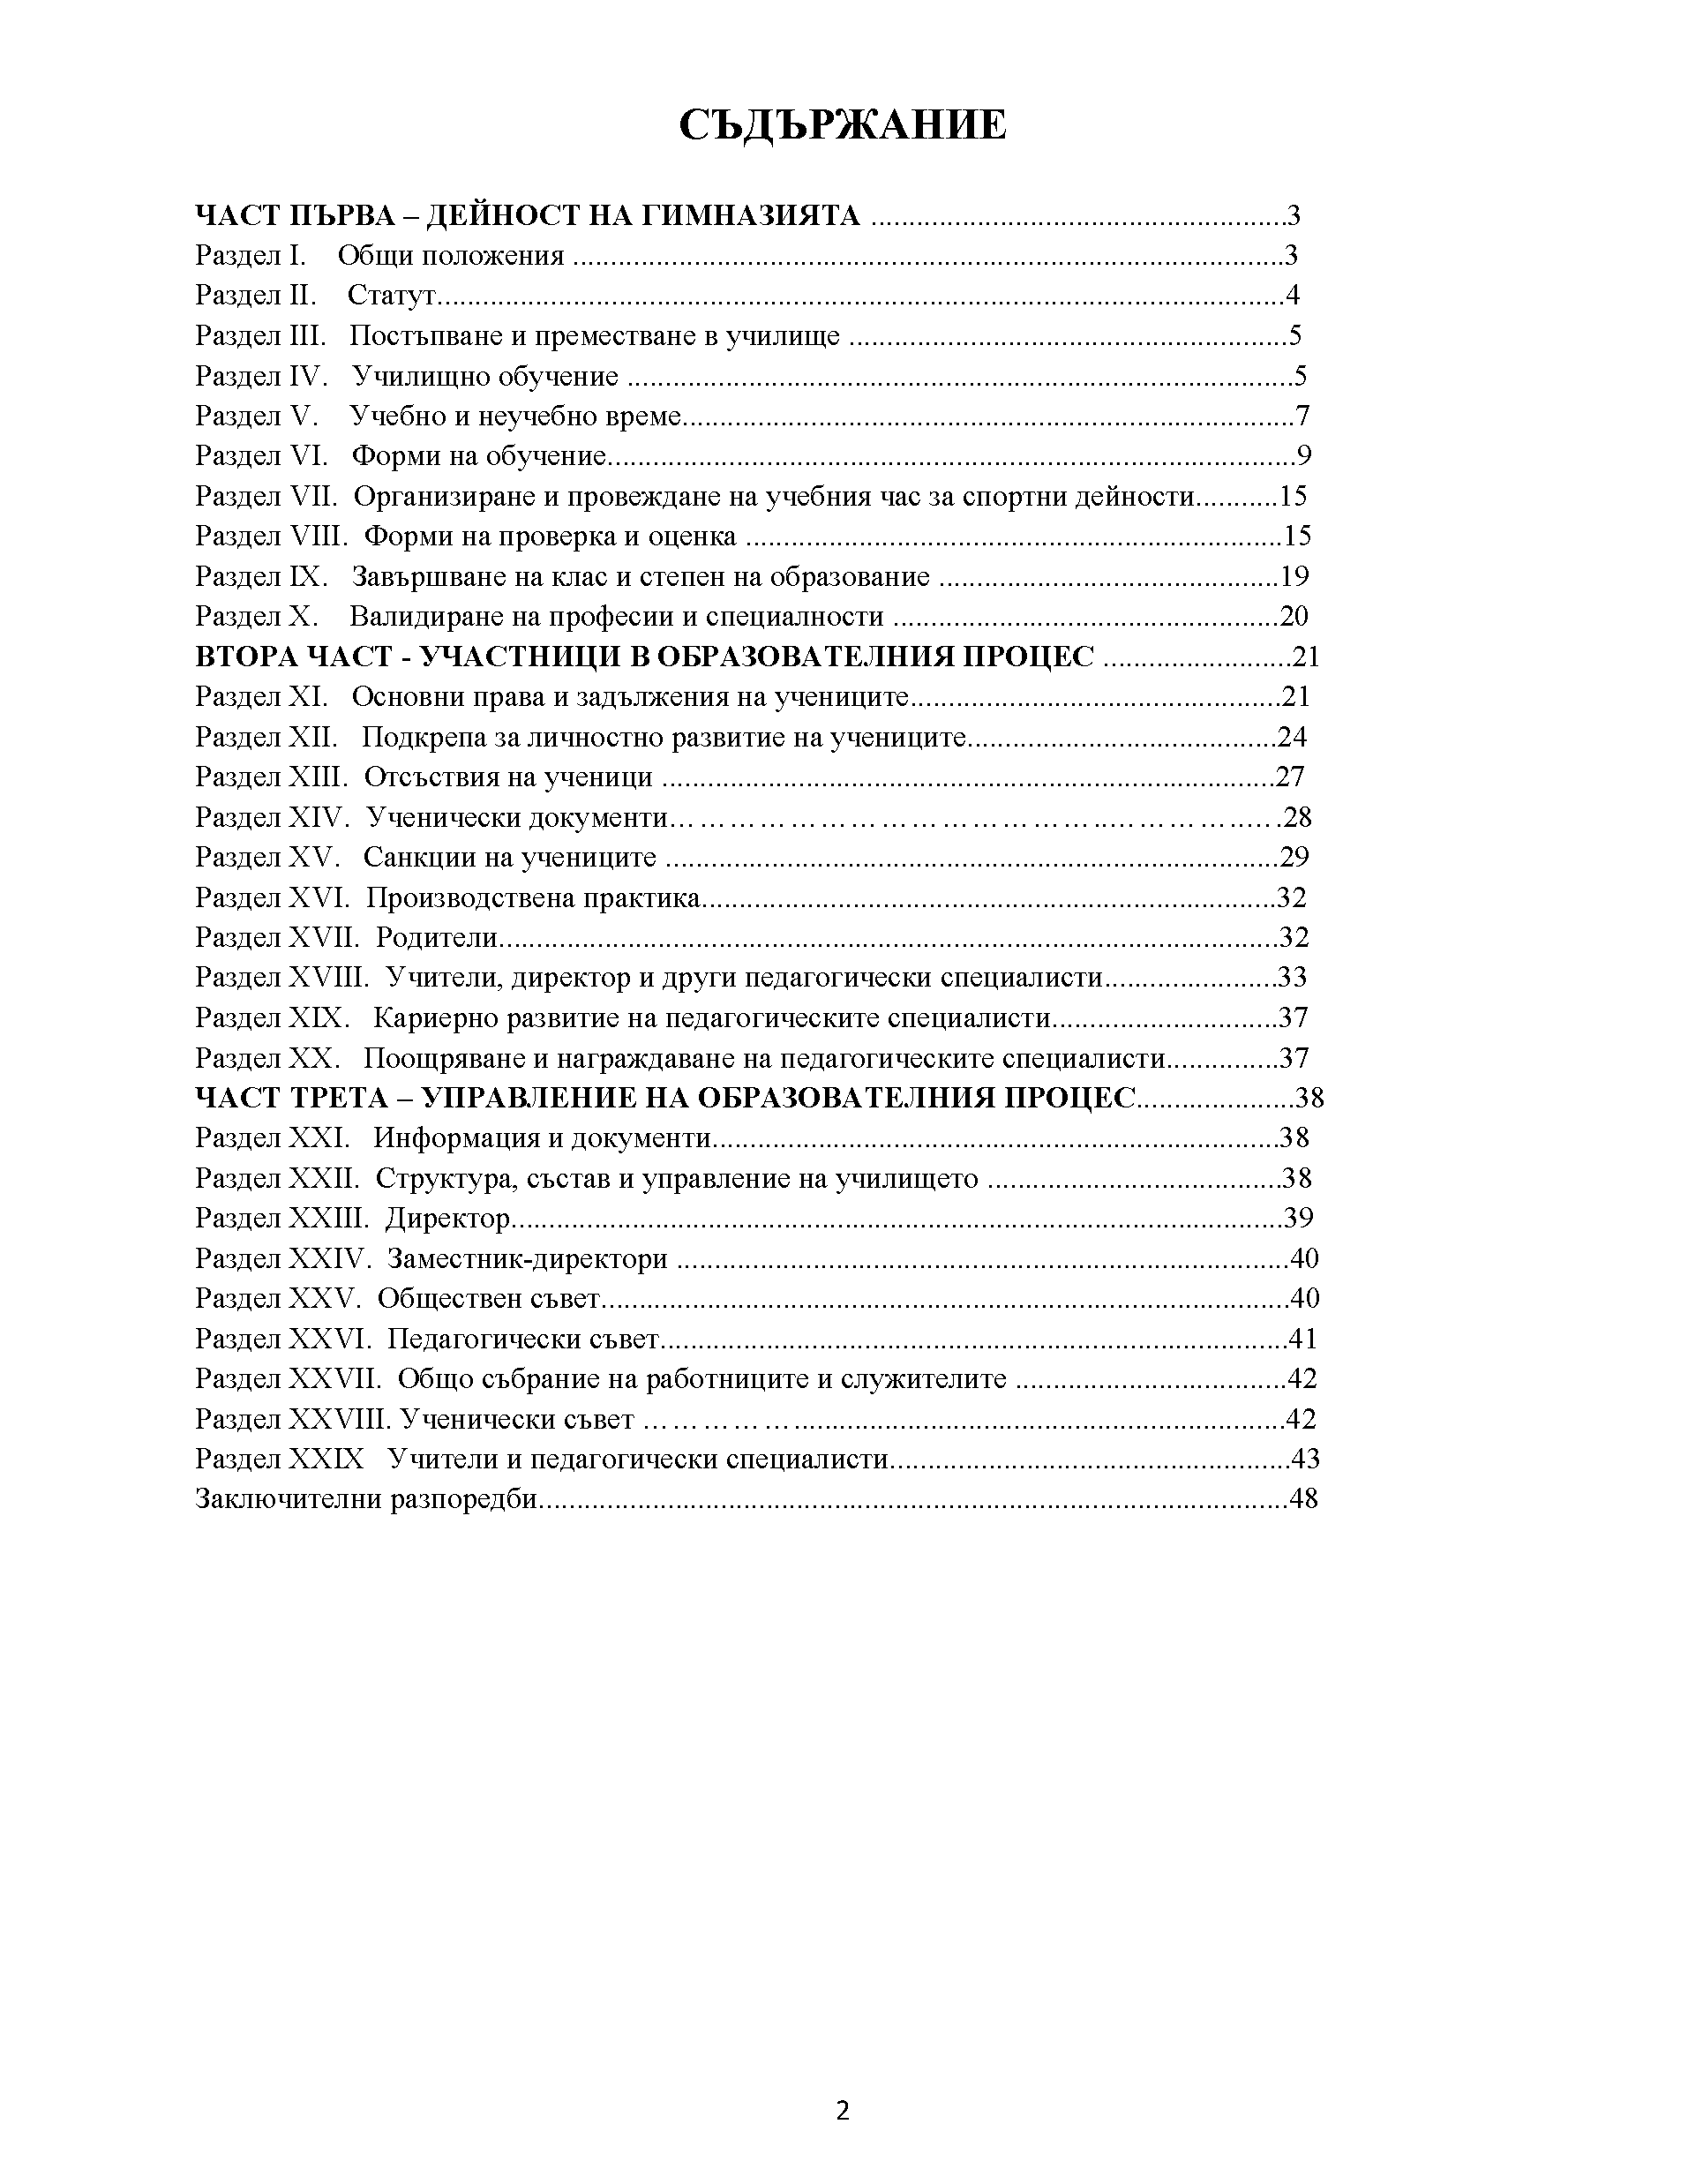 СЪДЪРЖАНИЕ
ЧАСТ ПЪРВА – ДЕЙНОСТ НА ГИМНАЗИЯТА .......................................................3
Раздел I. Общи положения ..............................................................................................3
Раздел II. Статут................................................................................................................4
Раздел III. Постъпване и преместване в училище ..........................................................5
Раздел IV. Училищно обучение ........................................................................................5
Раздел V. Учебно и неучебно време.................................................................................7
Раздел VI. Форми на обучение...........................................................................................9
Раздел VII. Организиране и провеждане на учебния час за спортни дейности...........15
Раздел VIII. Форми на проверка и оценка .......................................................................15
Раздел IX. Завършване на клас и степен на образование .............................................19
Раздел X. Валидиране на професии и специалности ...................................................20
ВТОРА ЧАСТ - УЧАСТНИЦИ В ОБРАЗОВАТЕЛНИЯ ПРОЦЕС .........................21
Раздел XI. Основни права и задължения на учениците.................................................21
Раздел XII. Подкрепа за личностно развитие на учениците.........................................24
Раздел XIII. Отсъствия на ученици .................................................................................27
Раздел XIV. Ученически документи……………………………………..………….….28
Раздел XV. Санкции на учениците .................................................................................29
Раздел XVI. Производствена практика............................................................................32
Раздел XVII. Родители.......................................................................................................32
Раздел XVIII. Учители, директор и други педагогически специалисти.......................33
Раздел XIX. Кариерно развитие на педагогическите специалисти..............................37
Раздел XX. Поощряване и награждаване на педагогическите специалисти...............37
ЧАСТ ТРЕТА – УПРАВЛЕНИЕ НА ОБРАЗОВАТЕЛНИЯ ПРОЦЕС.....................38
Раздел XXI. Информация и документи...........................................................................38
Раздел XXII. Структура, състав и управление на училището .......................................38
Раздел XXIII. Директор......................................................................................................39
Раздел XXIV. Заместник-директори .................................................................................40
Раздел XXV. Обществен съвет...........................................................................................40
Раздел XXVI. Педагогически съвет...................................................................................41
Раздел XXVII. Общо събрание на работниците и служителите ....................................42
Раздел XXVIII. Ученически съвет ……………................................................................42
Раздел XXIX Учители и педагогически специалисти.....................................................43
Заключителни разпоредби...................................................................................................48
2